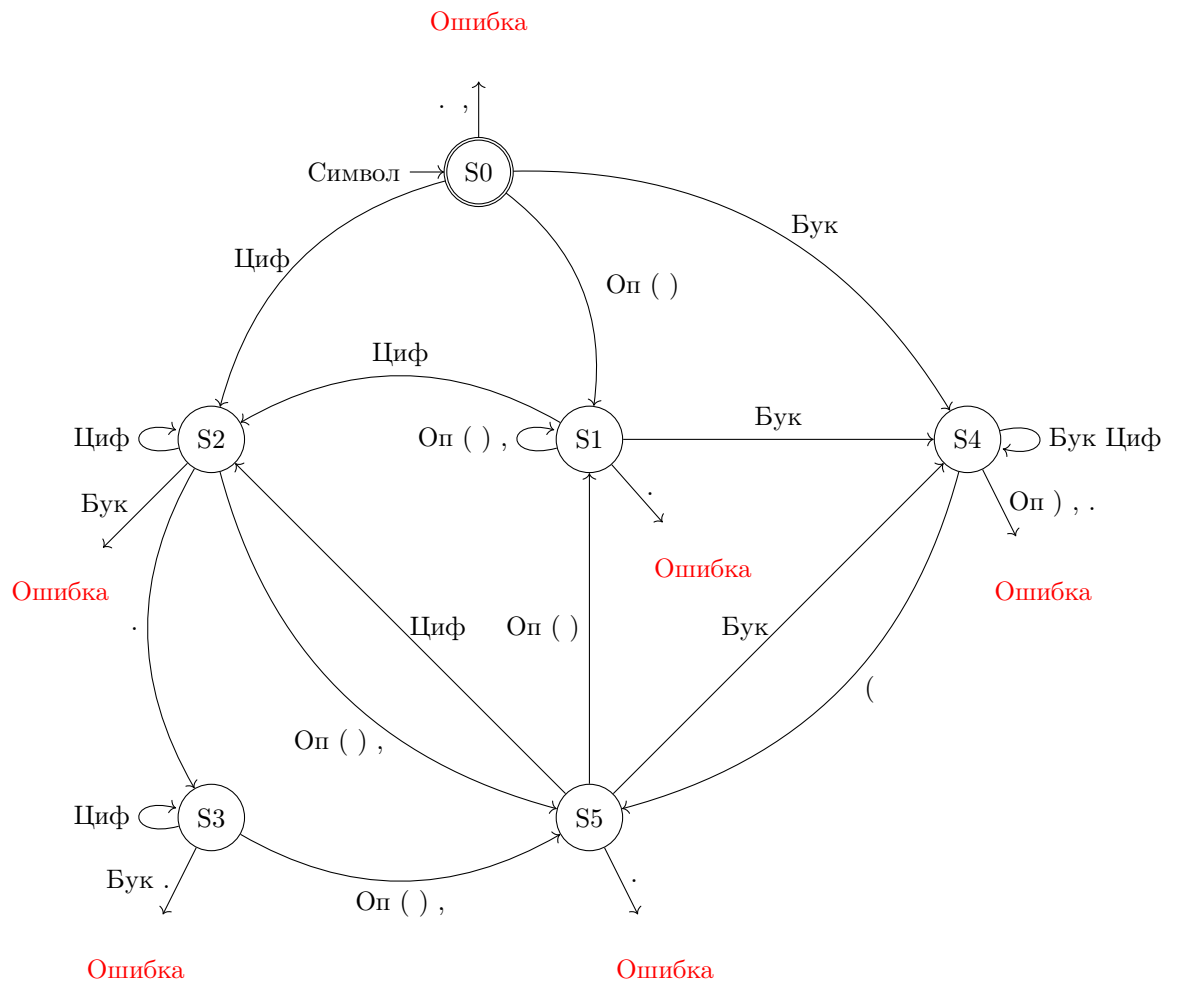 Ошибка
. ,
Символ
S0
Бук
Циф
Оп ( )
Циф
Бук
Циф
S2
Оп ( ) ,
S1
S4
Бук Циф
Бук
.
Оп ) , .
Ошибка
Ошибка
Ошибка
.
Циф
Оп ( )
Бук
(
Оп ( ) ,
Циф
S3
S5
Бук .
.
Оп ( ) ,
Ошибка
Ошибка